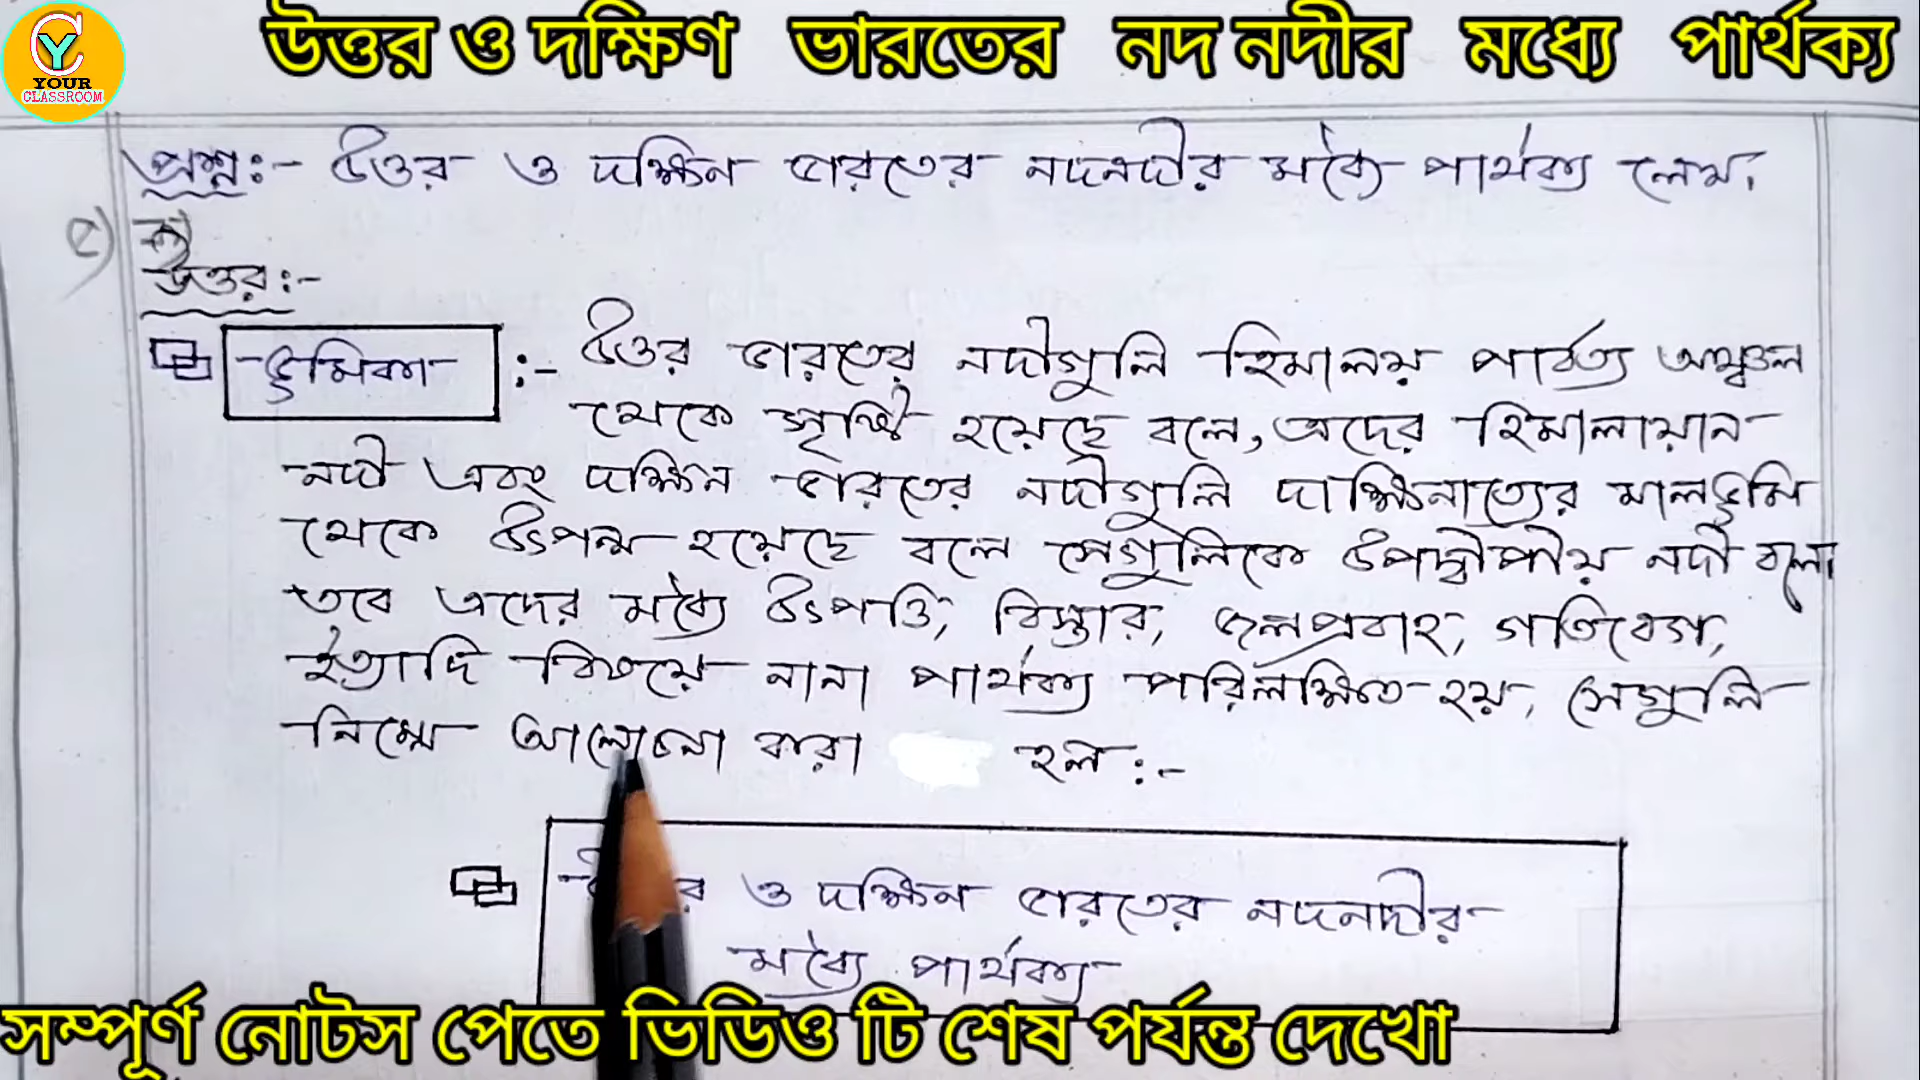 উত্তর ও দক্ষিণ ভারতের নদ নদীর মধ্যে পার্থক্য
YOUR
CLASSROOM
প্রশ্ন:- উত্তর ও দক্ষিন ভারতের নদনদীর মধ্যে পার্থক্য লেখ।
উত্তর:-
ভূমিকা :- উত্তর ভারতের নদীগুলি হিমালয় পার্বত্য অঞ্চল
থেকে সৃষ্টি হয়েছে বলে, এদের হিমালায়ান
নদী এবং দক্ষিন ভারতের নদীগুলি দাক্ষিনাত্যের মালভূমি
থেকে উৎপন্ন হয়েছে বলে সেগুলিকে উপদ্বীপীয় নদী বলে।
তবে এদের মধ্যে উৎপত্তি, বিস্তার, জলপ্রবাহ, গতিবেগ,
ইত্যাদি বিষয়ে নানা পার্থক্য পরিলক্ষিত হয়, সেগুলি
নিম্নে আলোচনা করা হল :-
ও দক্ষিন ভারতের নদনদীর
মধ্যে পার্থক্য
সম্পূর্ণ নোটস পেতে ভিডিও টি শেষ পর্যন্ত দেখো